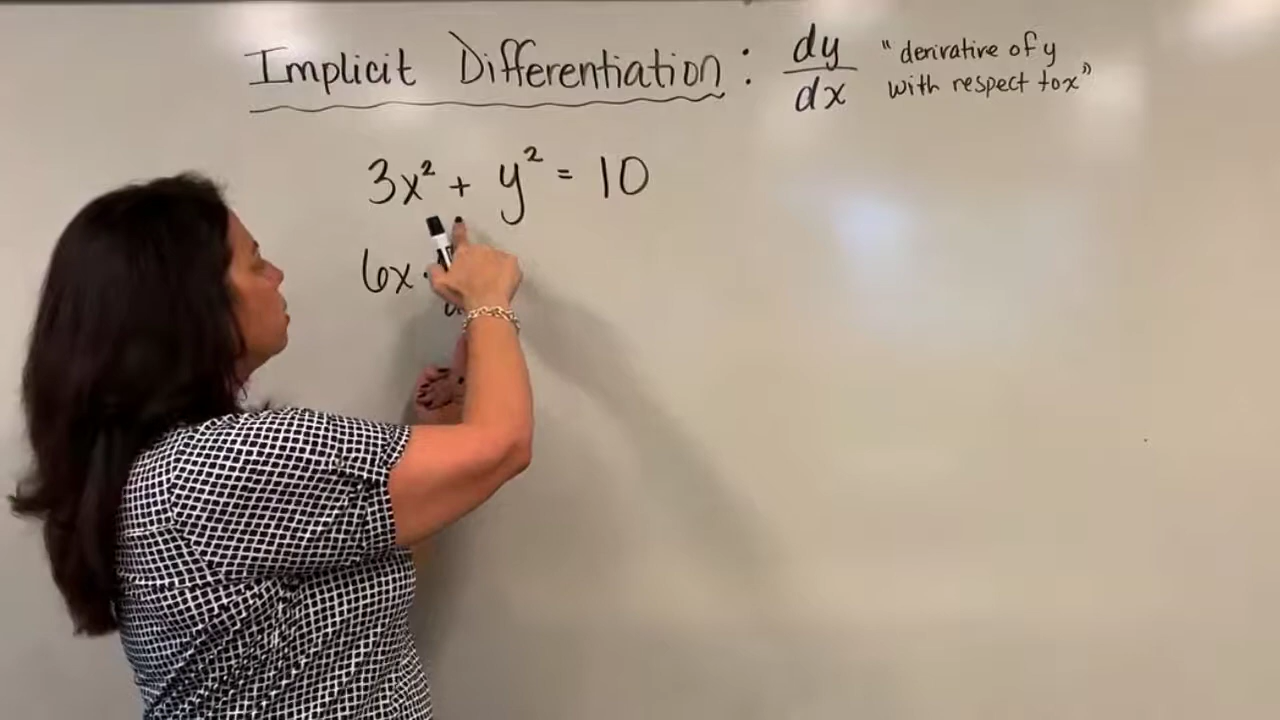 Implicit Differentiation : dy/dx " derivative of y
with respect to x"
3x² + y² = 10
6x ·